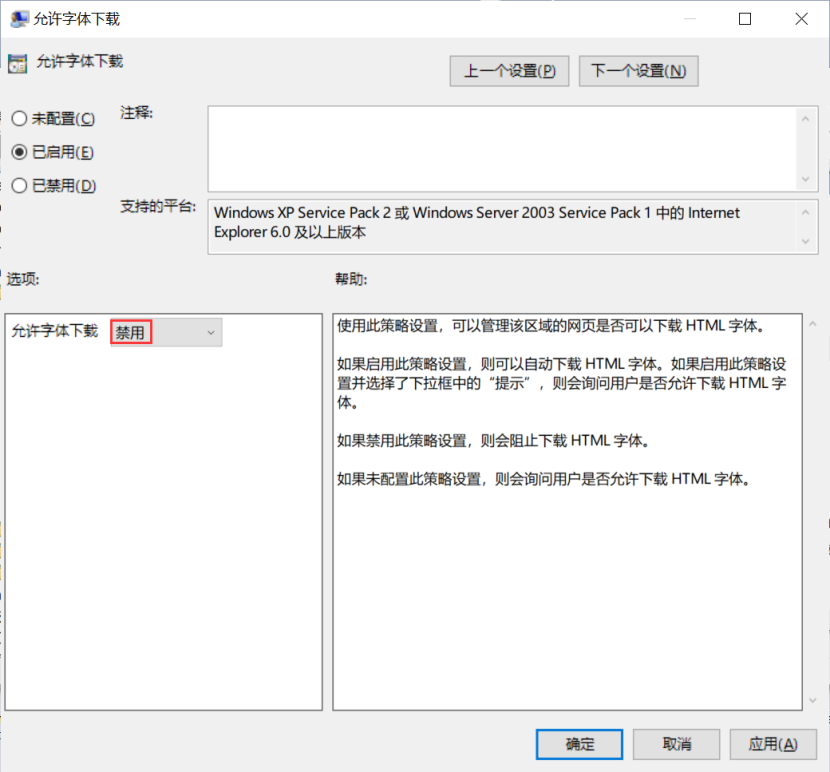 允许字体下载
允许字体下载
上一个设置(P) 下一个设置(N)
未配置(C) 注释:
已启用(E)
已禁用(D)
支持的平台: Windows XP Service Pack 2 或 Windows Server 2003 Service Pack 1 中的 Internet
Explorer 6.0 及以上版本
选项: 帮助:
允许字体下载 禁用
使用此策略设置，可以管理该区域的网页是否可以下载 HTML 字体。
如果启用此策略设置，则可以自动下载 HTML 字体。如果启用此策略设
置并选择了下拉框中的“提示”，则会询问用户是否允许下载 HTML 字
体。
如果禁用此策略设置，则会阻止下载 HTML 字体。
如果未配置此策略设置，则会询问用户是否允许下载 HTML 字体。
确定 取消 应用(A)